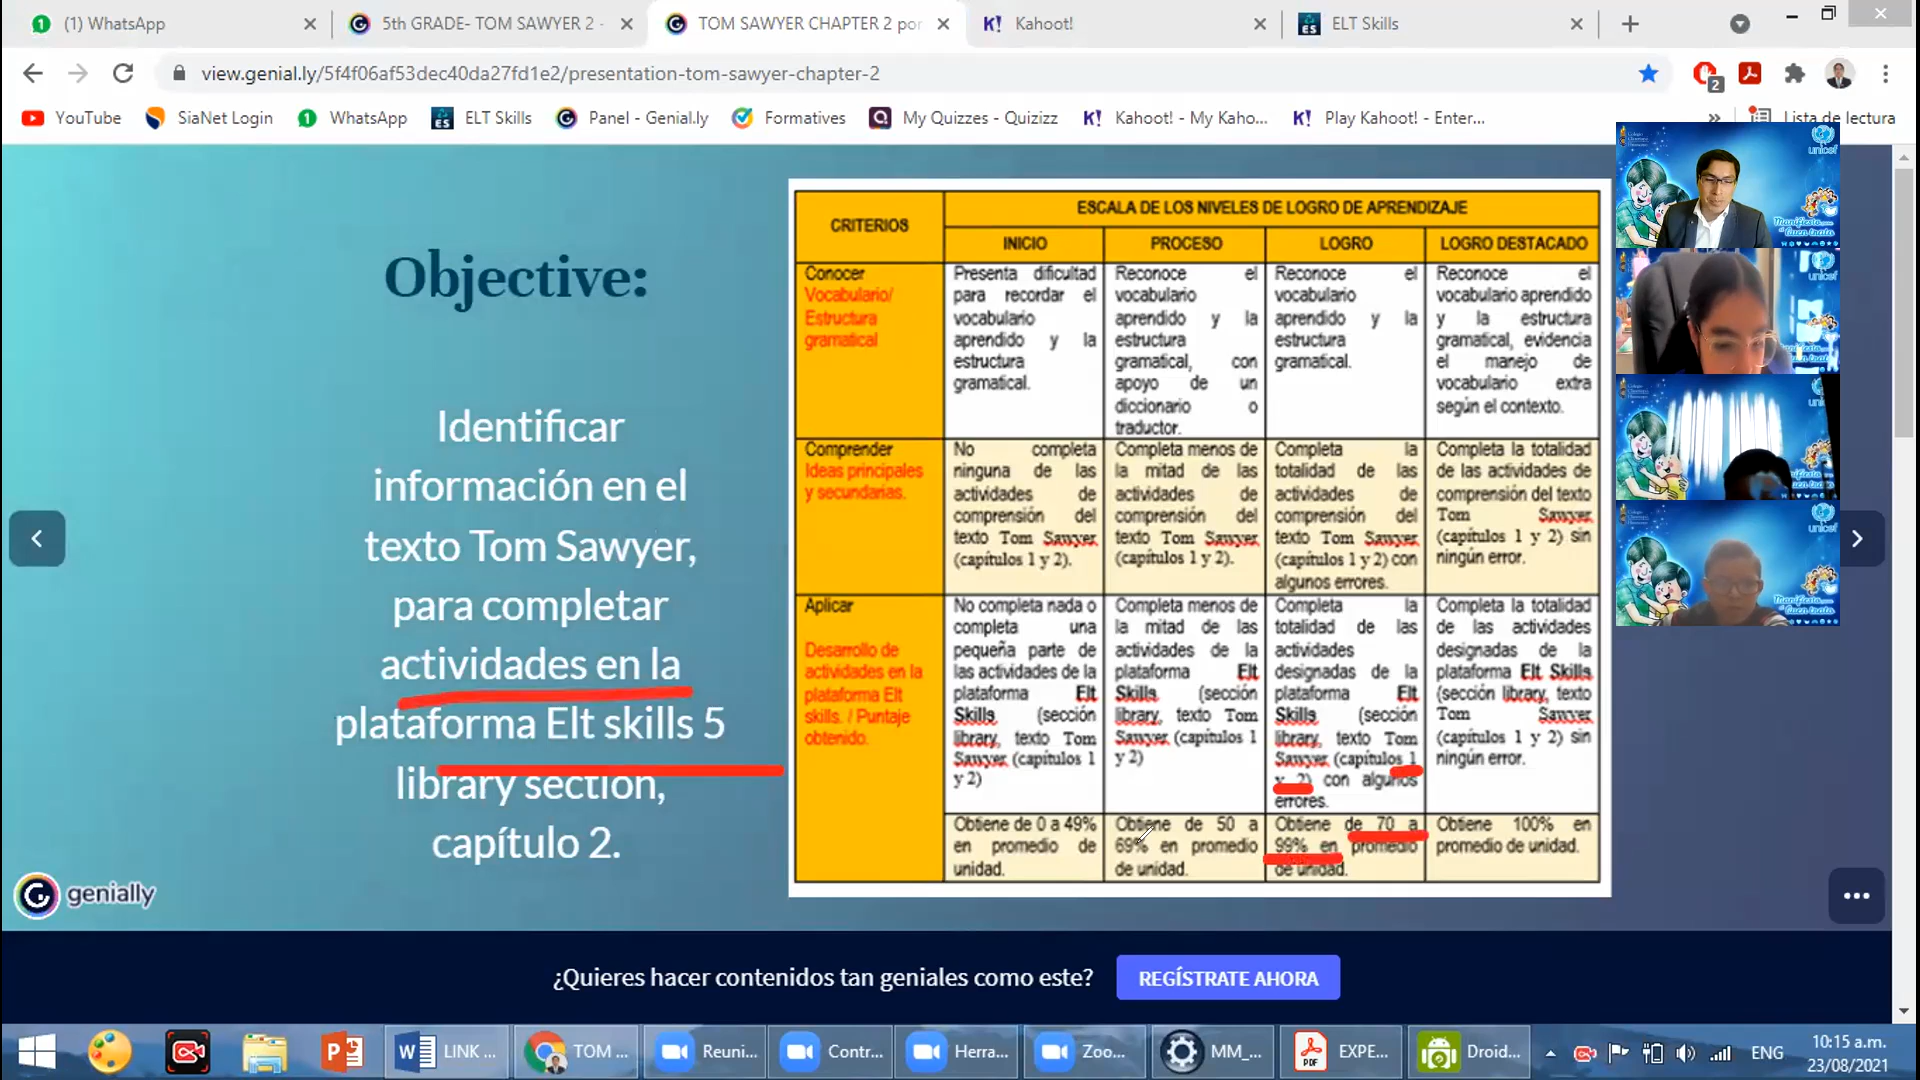 (1) WhatsApp
5th GRADE- TOM SAWYER 2 -
TOM SAWYER CHAPTER 2 por
Kahoot!
ELT Skills
view.genial.ly/5f4f06af53dec40da27fd1e2/presentation-tom-sawyer-chapter-2
2
YouTube
SiaNet Login
WhatsApp
ELT Skills
Panel - Genial.ly
Formatives
My Quizzes - Quizizz
Kahoot! - My Kaho...
Play Kahoot! - Enter...
»
Lista de lectura
Objective:
Identificar
información en el
texto Tom Sawyer,
para completar
actividades en la
plataforma Elt skills 5
library section,
capítulo 2.
genially
CRITERIOS
ESCALA DE LOS NIVELES DE LOGRO DE APRENDIZAJE
INICIO
PROCESO
LOGRO
LOGRO DESTACADO
Conocer
Vocabulario/
Estructura
gramatical
Presenta dificultad
para recordar el
vocabulario
aprendido y la
estructura
gramatical.
Reconoce el
vocabulario
aprendido y la
estructura
gramatical, con
apoyo de un
diccionario o
traductor.
Reconoce el
vocabulario
aprendido y la
estructura
gramatical.
Reconoce el
vocabulario aprendido
y la estructura
gramatical, evidencia
el manejo de
vocabulario extra
según el contexto.
Comprender
Ideas principales
y secundarias.
No completa
ninguna de las
actividades de
comprensión del
texto Tom Sawyer
(capítulos 1 y 2).
Completa menos de
la mitad de las
actividades de
comprensión del
texto Tom Sawyer
(capítulos 1 y 2).
Completa la
totalidad de las
actividades de
comprensión del
texto Tom Sawyer
(capítulos 1 y 2) con
algunos errores.
Completa la totalidad
de las actividades de
comprensión del texto
Tom Sawyer
(capítulos 1 y 2) sin
ningún error.
Aplicar
Desarrollo de
actividades en la
plataforma Elt
skills. / Puntaje
obtenido.
No completa nada o
completa una
pequeña parte de
las actividades de la
plataforma Elt
Skills (sección
library, texto Tom
Sawyer (capítulos 1
y 2)
Completa menos de
la mitad de las
actividades de la
plataforma Elt
Skills (sección
library, texto Tom
Sawyer (capítulos 1
y 2)
Completa la
totalidad de las
actividades
designadas de la
plataforma Elt
Skills (sección
library, texto Tom
Sawyer (capítulos 1
y 2) con algunos
errores.
Completa la totalidad
de las actividades
designadas de la
plataforma Elt Skills
(sección library, texto
Tom Sawyer
(capítulos 1 y 2) sin
ningún error.
Obtiene de 0 a 49%
en promedio de
unidad.
Obtiene de 50 a
69% en promedio
de unidad.
Obtiene de 70 a
99% en promedio
de unidad.
Obtiene 100% en
promedio de unidad.
unicef
unicef
unicef
¿Quieres hacer contenidos tan geniales como este?
REGÍSTRATE AHORA
LINK ...
TOM ...
Reuni...
Contr...
Herra...
Zoo...
MM_...
EXPE...
Droid...
ENG
10:15 a.m.
23/08/2021